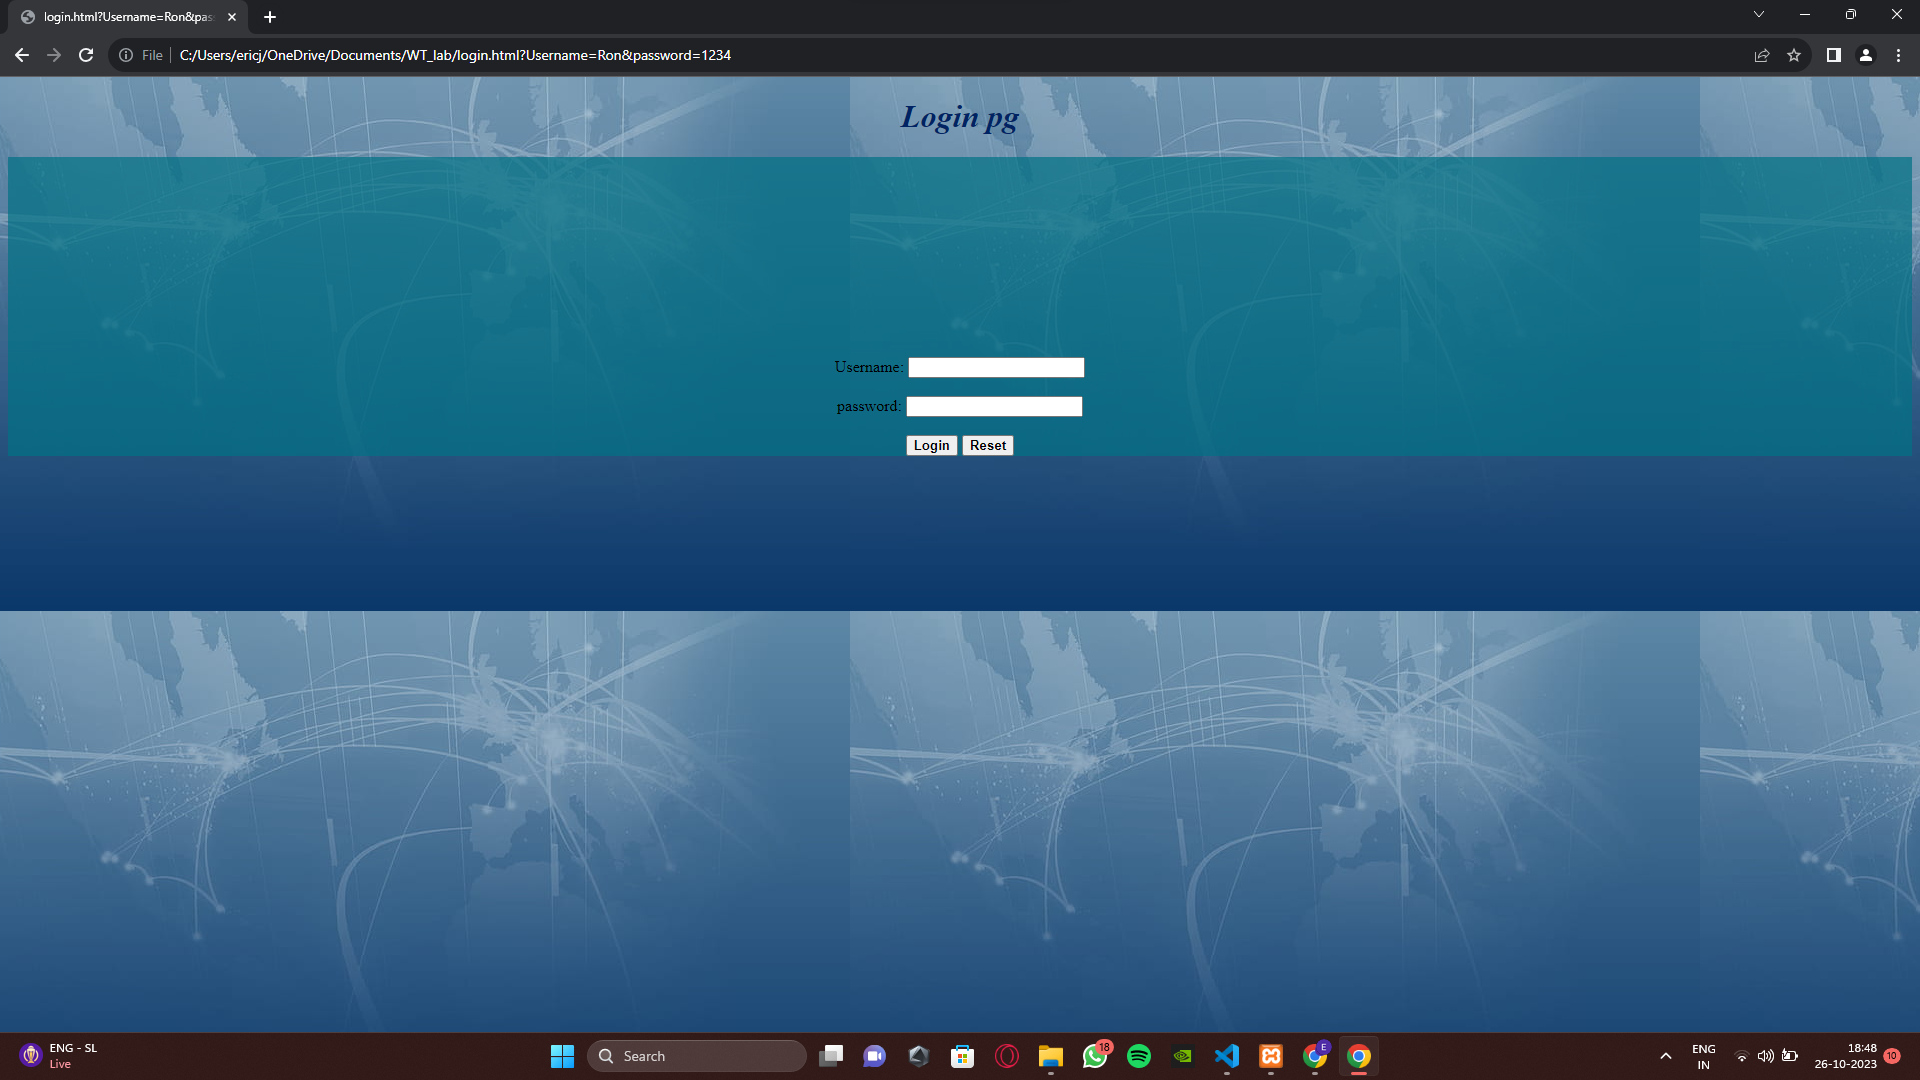 login.html?Username=Ron&pas
File
C:/Users/ericj/OneDrive/Documents/WT_lab/login.html?Username=Ron&password=1234
Login pg
Username:
password:
Login Reset
ENG - SL
Live
Search
18
E
ENG
IN
18:48
26-10-2023
10